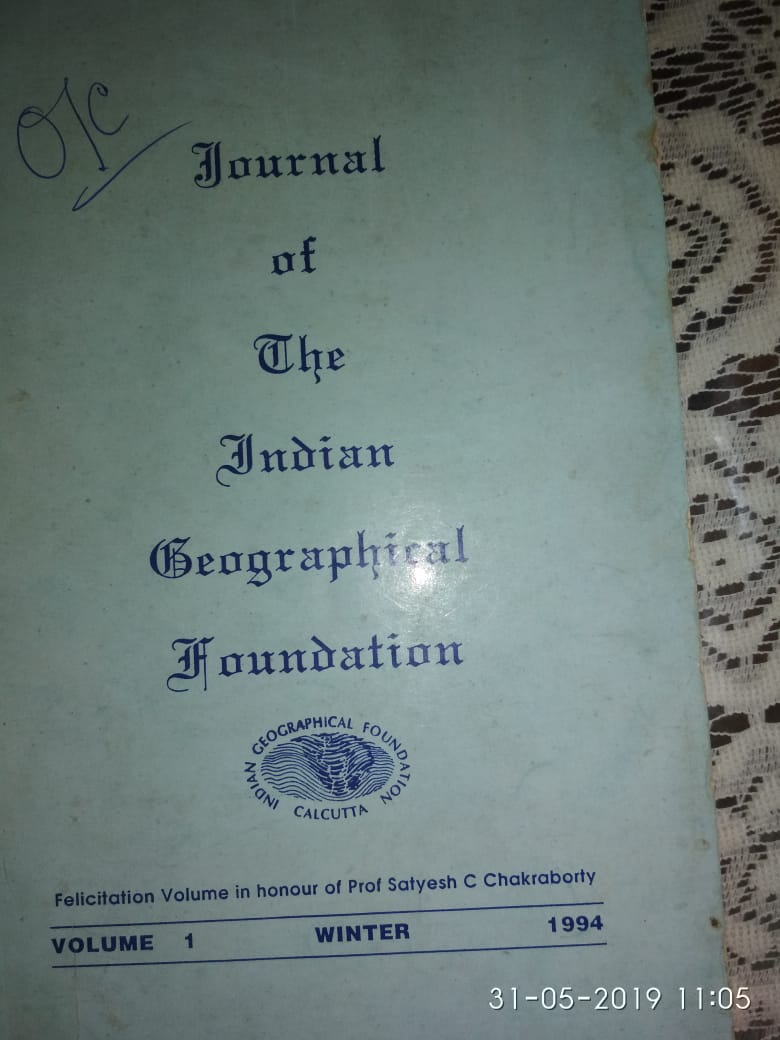 OJC
Journal
of
The
Indian
Geographical
Foundation
INDIAN GEOGRAPHICAL FOUNDATION
CALCUTTA
Felicitation Volume in honour of Prof Satyesh C Chakraborty
VOLUME 1 WINTER 1994
31-05-2019 11:05